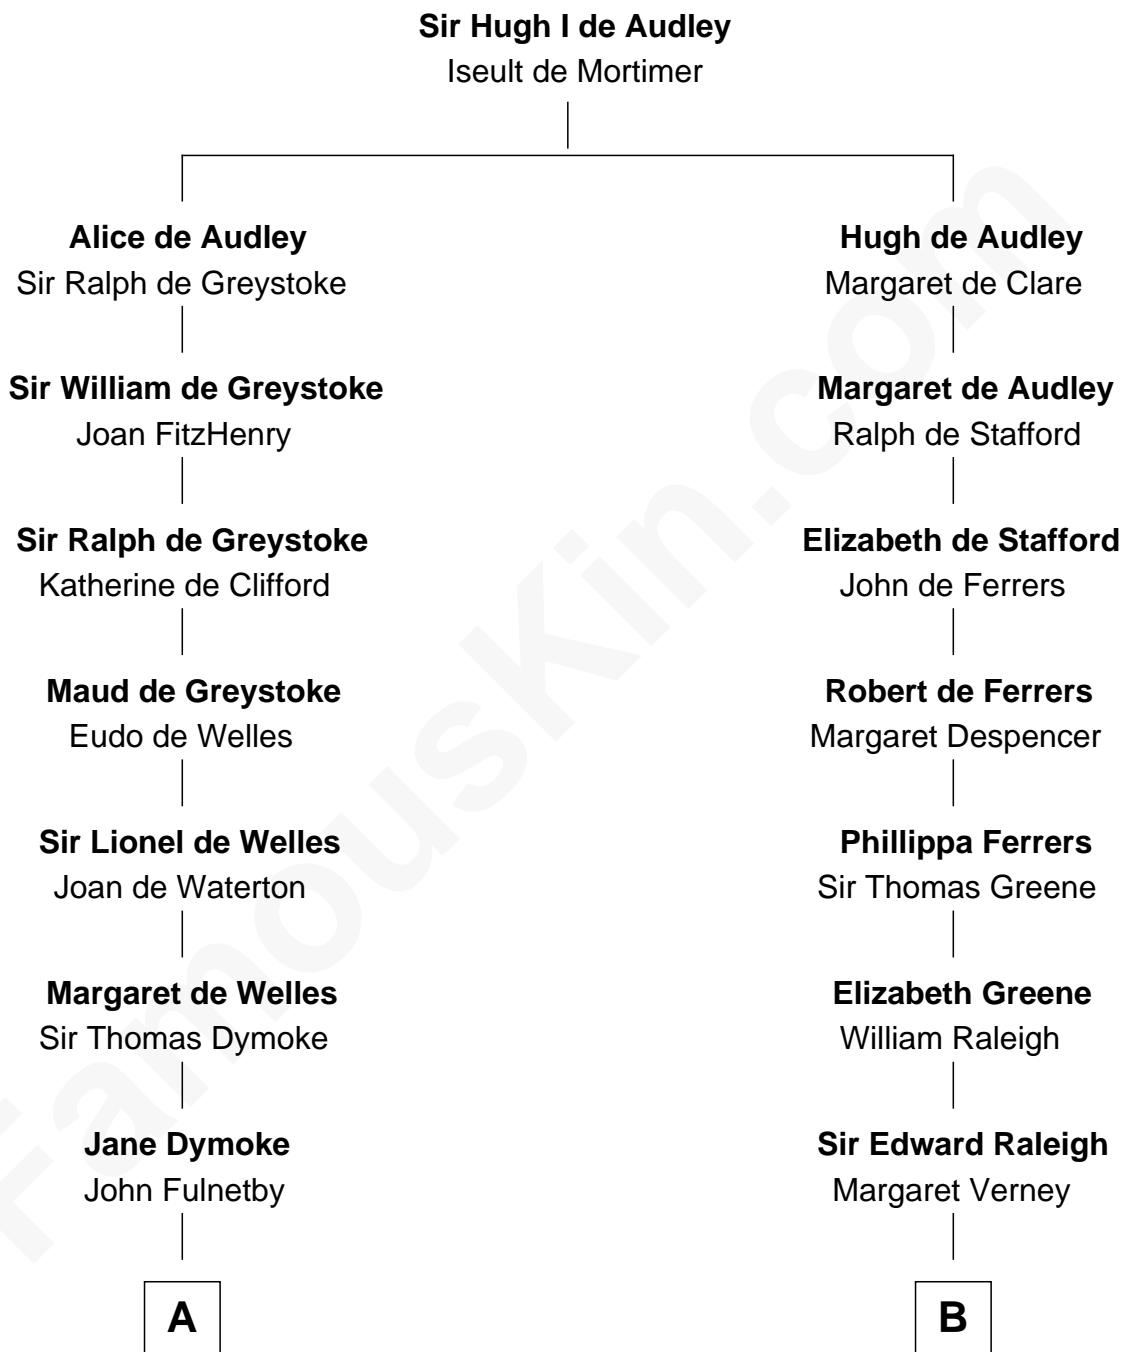 Sir Hugh I de Audley
Iseult de Mortimer
Alice de Audley
Sir Ralph de Greystoke
Hugh de Audley
Margaret de Clare
Sir William de Greystoke
Joan FitzHenry
Margaret de Audley
Ralph de Stafford
Sir Ralph de Greystoke
Katherine de Clifford
Elizabeth de Stafford
John de Ferrers
Maud de Greystoke
Eudo de Welles
Robert de Ferrers
Margaret Despencer
Sir Lionel de Welles
Joan de Waterton
Phillippa Ferrers
Sir Thomas Greene
Margaret de Welles
Sir Thomas Dymoke
Elizabeth Greene
William Raleigh
Jane Dymoke
John Fulnetby
Sir Edward Raleigh
Margaret Verney
A
B
FamousKin.com